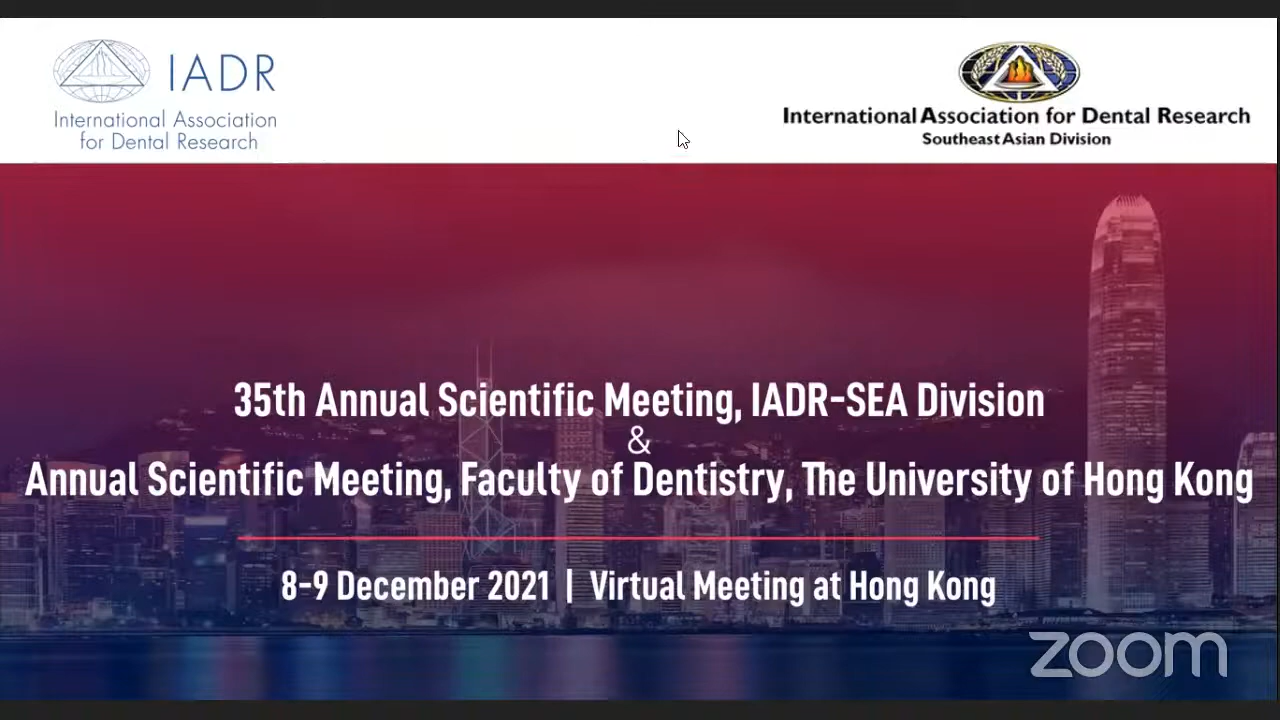 IADR
International Association
for Dental Research
International Association for Dental Research
Southeast Asian Division
35th Annual Scientific Meeting, IADR-SEA Division
&
Annual Scientific Meeting, Faculty of Dentistry, The University of Hong Kong
8-9 December 2021 | Virtual Meeting at Hong Kong
zoom